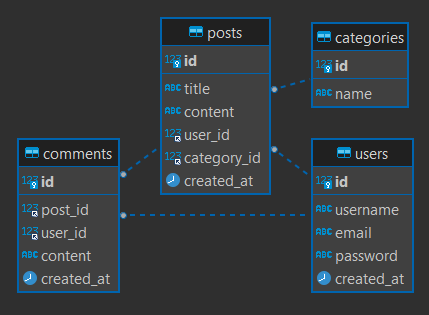 posts
123 id
ABC title
ABC content
123 user_id
123 category_id
created_at
categories
123 id
ABC name
comments
123 id
123 post_id
123 user_id
ABC content
created_at
users
123 id
ABC username
ABC email
ABC password
created_at